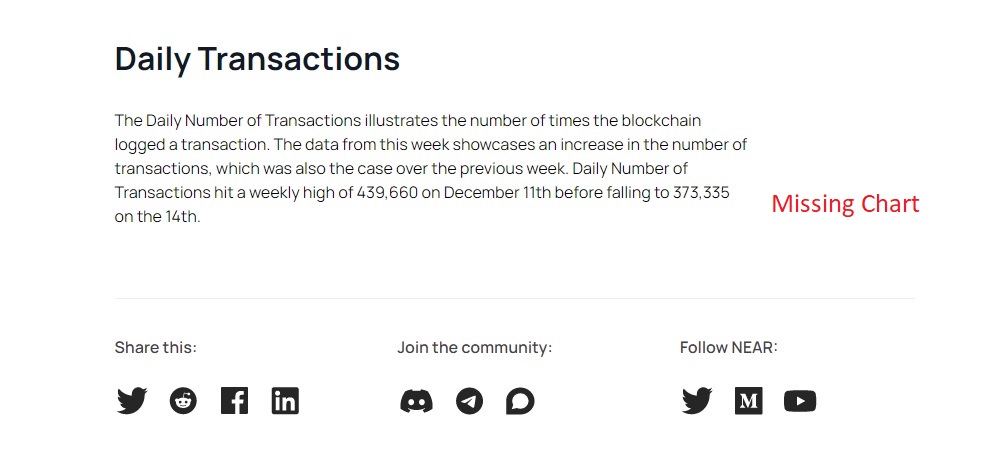 Daily Transactions
The Daily Number of Transactions illustrates the number of times the blockchain
logged a transaction. The data from this week showcases an increase in the number of
transactions, which was also the case over the previous week. Daily Number of
Transactions hit a weekly high of 439,660 on December 11th before falling to 373,335
on the 14th.
Missing Chart
Share this:
Join the community:
Follow NEAR:
in
M